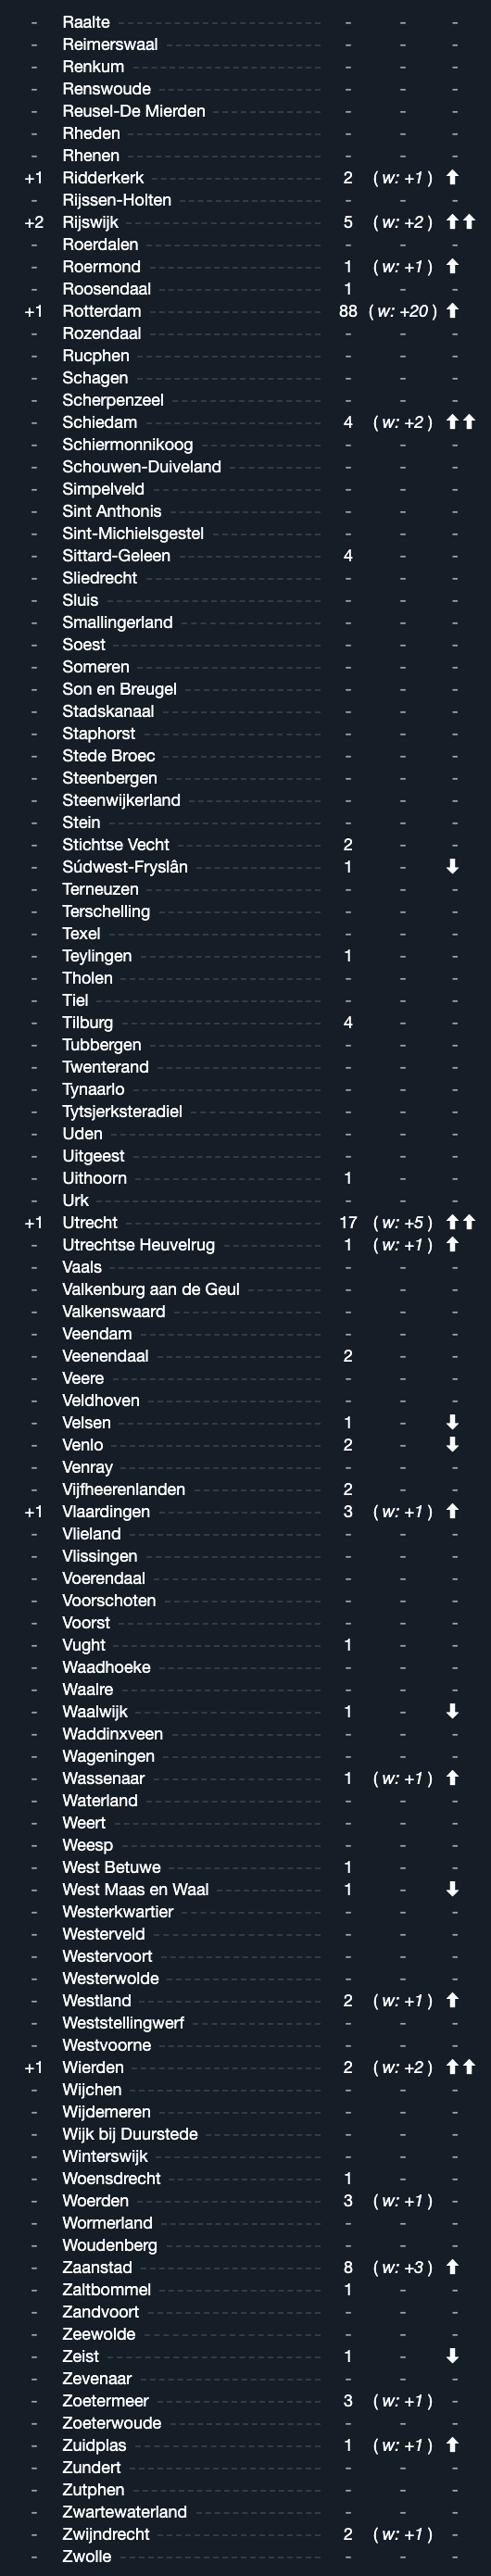 - Raalte - - -
- Reimerswaal - - -
- Renkum - - -
- Renswoude - - -
- Reusel-De Mierden - - -
- Rheden - - -
- Rhenen - - -
+1 Ridderkerk 2 ( w: +1 ) ⬆
- Rijssen-Holten - - -
+2 Rijswijk 5 ( w: +2 ) ⬆⬆
- Roerdalen - - -
- Roermond 1 ( w: +1 ) ⬆
- Roosendaal 1 - -
+1 Rotterdam 88 ( w: +20 ) ⬆
- Rozendaal - - -
- Rucphen - - -
- Schagen - - -
- Scherpenzeel - - -
- Schiedam 4 ( w: +2 ) ⬆⬆
- Schiermonnikoog - - -
- Schouwen-Duiveland - - -
- Simpelveld - - -
- Sint Anthonis - - -
- Sint-Michielsgestel - - -
- Sittard-Geleen 4 - -
- Sliedrecht - - -
- Sluis - - -
- Smallingerland - - -
- Soest - - -
- Someren - - -
- Son en Breugel - - -
- Stadskanaal - - -
- Staphorst - - -
- Stede Broec - - -
- Steenbergen - - -
- Steenwijkerland - - -
- Stein - - -
- Stichtse Vecht 2 - -
- Súdwest-Fryslân 1 - ⬇
- Terneuzen - - -
- Terschelling - - -
- Texel - - -
- Teylingen 1 - -
- Tholen - - -
- Tiel - - -
- Tilburg 4 - -
- Tubbergen - - -
- Twenterand - - -
- Tynaarlo - - -
- Tytsjerksteradiel - - -
- Uden - - -
- Uitgeest - - -
- Uithoorn 1 - -
- Urk - - -
+1 Utrecht 17 ( w: +5 ) ⬆⬆
- Utrechtse Heuvelrug 1 ( w: +1 ) ⬆
- Vaals - - -
- Valkenburg aan de Geul - - -
- Valkenswaard - - -
- Veendam - - -
- Veenendaal 2 - -
- Veere - - -
- Veldhoven - - -
- Velsen 1 - ⬇
- Venlo 2 - ⬇
- Venray - - -
- Vijfheerenlanden 2 - -
+1 Vlaardingen 3 ( w: +1 ) ⬆
- Vlieland - - -
- Vlissingen - - -
- Voerendaal - - -
- Voorschoten - - -
- Voorst - - -
- Vught 1 - -
- Waadhoeke - - -
- Waalre - - -
- Waalwijk 1 - ⬇
- Waddinxveen - - -
- Wageningen - - -
- Wassenaar 1 ( w: +1 ) ⬆
- Waterland - - -
- Weert - - -
- Weesp - - -
- West Betuwe 1 - -
- West Maas en Waal 1 - ⬇
- Westerkwartier - - -
- Westerveld - - -
- Westervoort - - -
- Westerwolde - - -
- Westland 2 ( w: +1 ) ⬆
- Weststellingwerf - - -
- Westvoorne - - -
+1 Wierden 2 ( w: +2 ) ⬆⬆
- Wijchen - - -
- Wijdemeren - - -
- Wijk bij Duurstede - - -
- Winterswijk - - -
- Woensdrecht 1 - -
- Woerden 3 ( w: +1 ) -
- Wormerland - - -
- Woudenberg - - -
- Zaanstad 8 ( w: +3 ) ⬆
- Zaltbommel 1 - -
- Zandvoort - - -
- Zeewolde - - -
- Zeist 1 - ⬇
- Zevenaar - - -
- Zoetermeer 3 ( w: +1 ) -
- Zoeterwoude - - -
- Zuidplas 1 ( w: +1 ) ⬆
- Zundert - - -
- Zutphen - - -
- Zwartewaterland - - -
- Zwijndrecht 2 ( w: +1 ) -
- Zwolle - - -